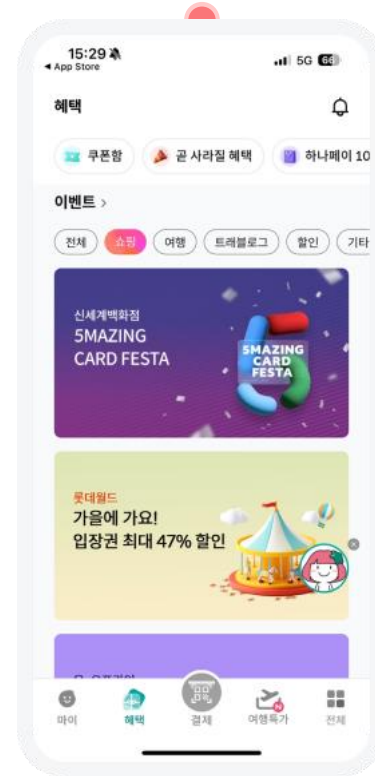 15:29
App Store
5G 66
혜택
쿠폰함
곧 사라질 혜택
하나페이 10
이벤트 >
전체
쇼핑
여행
트래블로그
할인
기타
신세계백화점
5MAZING
CARD FESTA
5MAZING
CARD
FESTA
롯데월드
가을에 가요!
입장권 최대 47% 할인
N
마이
혜택
결제
여행특가
전체